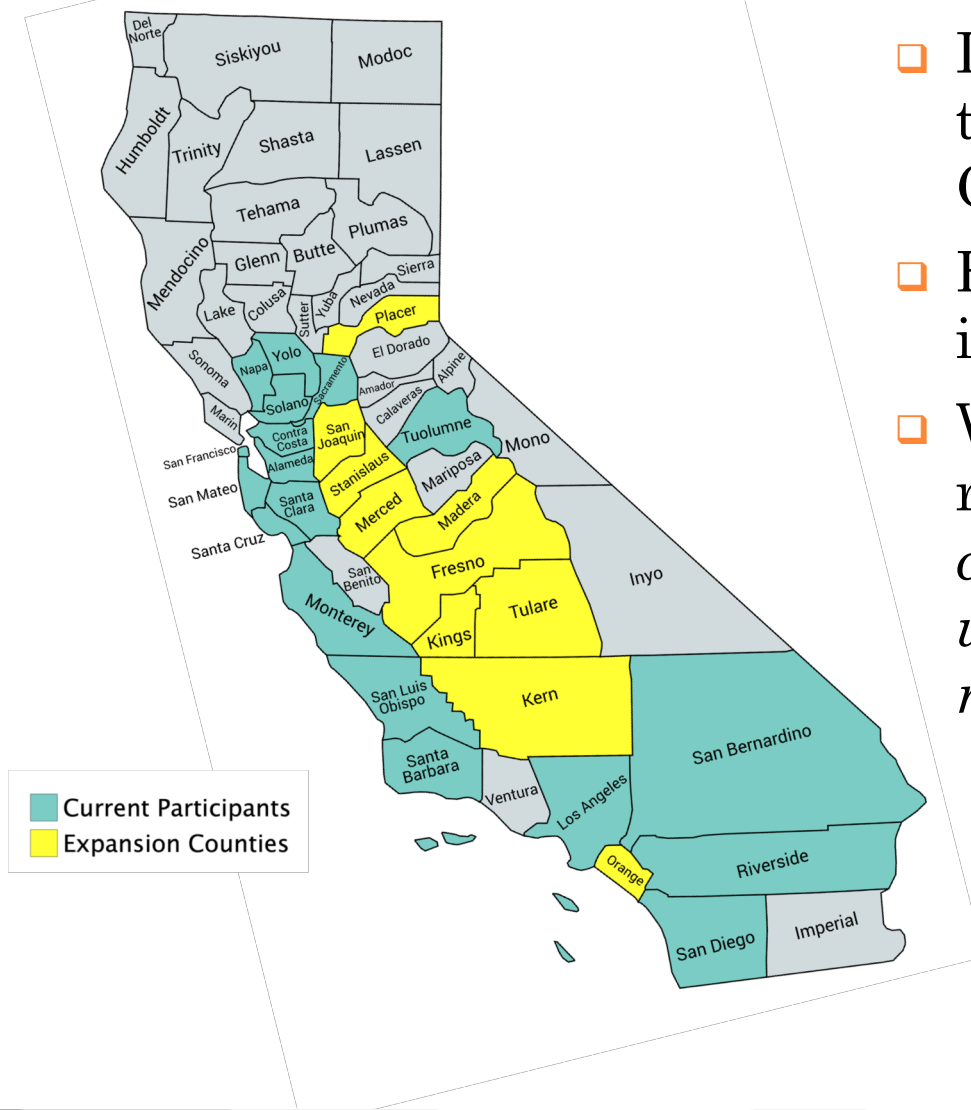 Del
Norte
Siskiyou
Modoc
Humboldt
Trinity
Shasta
Lassen
Tehama
Plumas
Mendocino
Glenn
Butte
Sierra
Lake
Colusa
Sutter
Yuba
Nevada
Placer
Sonoma
Napa
Yolo
Sacramento
El Dorado
Alpine
Amador
Marin
Solano
Calaveras
Contra
Costa
San
Joaquin
Tuolumne
Mono
San Francisco
Alameda
Stanislaus
Mariposa
San Mateo
Santa
Clara
Merced
Madera
Santa Cruz
San
Benito
Fresno
Inyo
Monterey
Kings
Tulare
San Luis
Obispo
Kern
San Bernardino
Santa
Barbara
Ventura
Los Angeles
Orange
Riverside
San Diego
Imperial
Current Participants
Expansion Counties